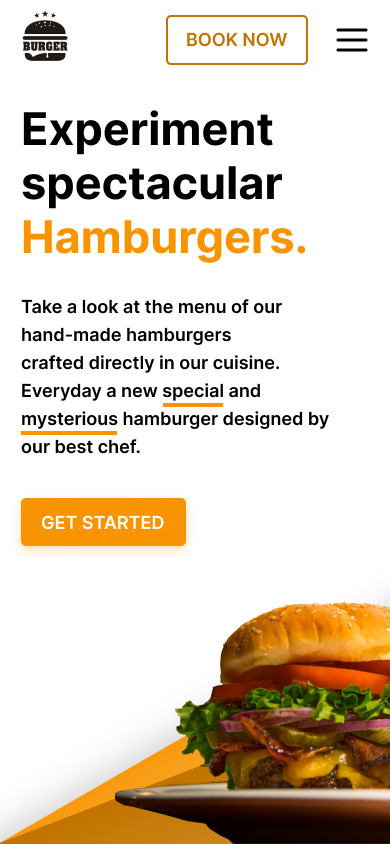 BURGER
BOOK NOW
Experiment
spectacular
Hamburgers.
Take a look at the menu of our
hand-made hamburgers
crafted directly in our cuisine.
Everyday a new special and
mysterious hamburger designed by
our best chef.
GET STARTED